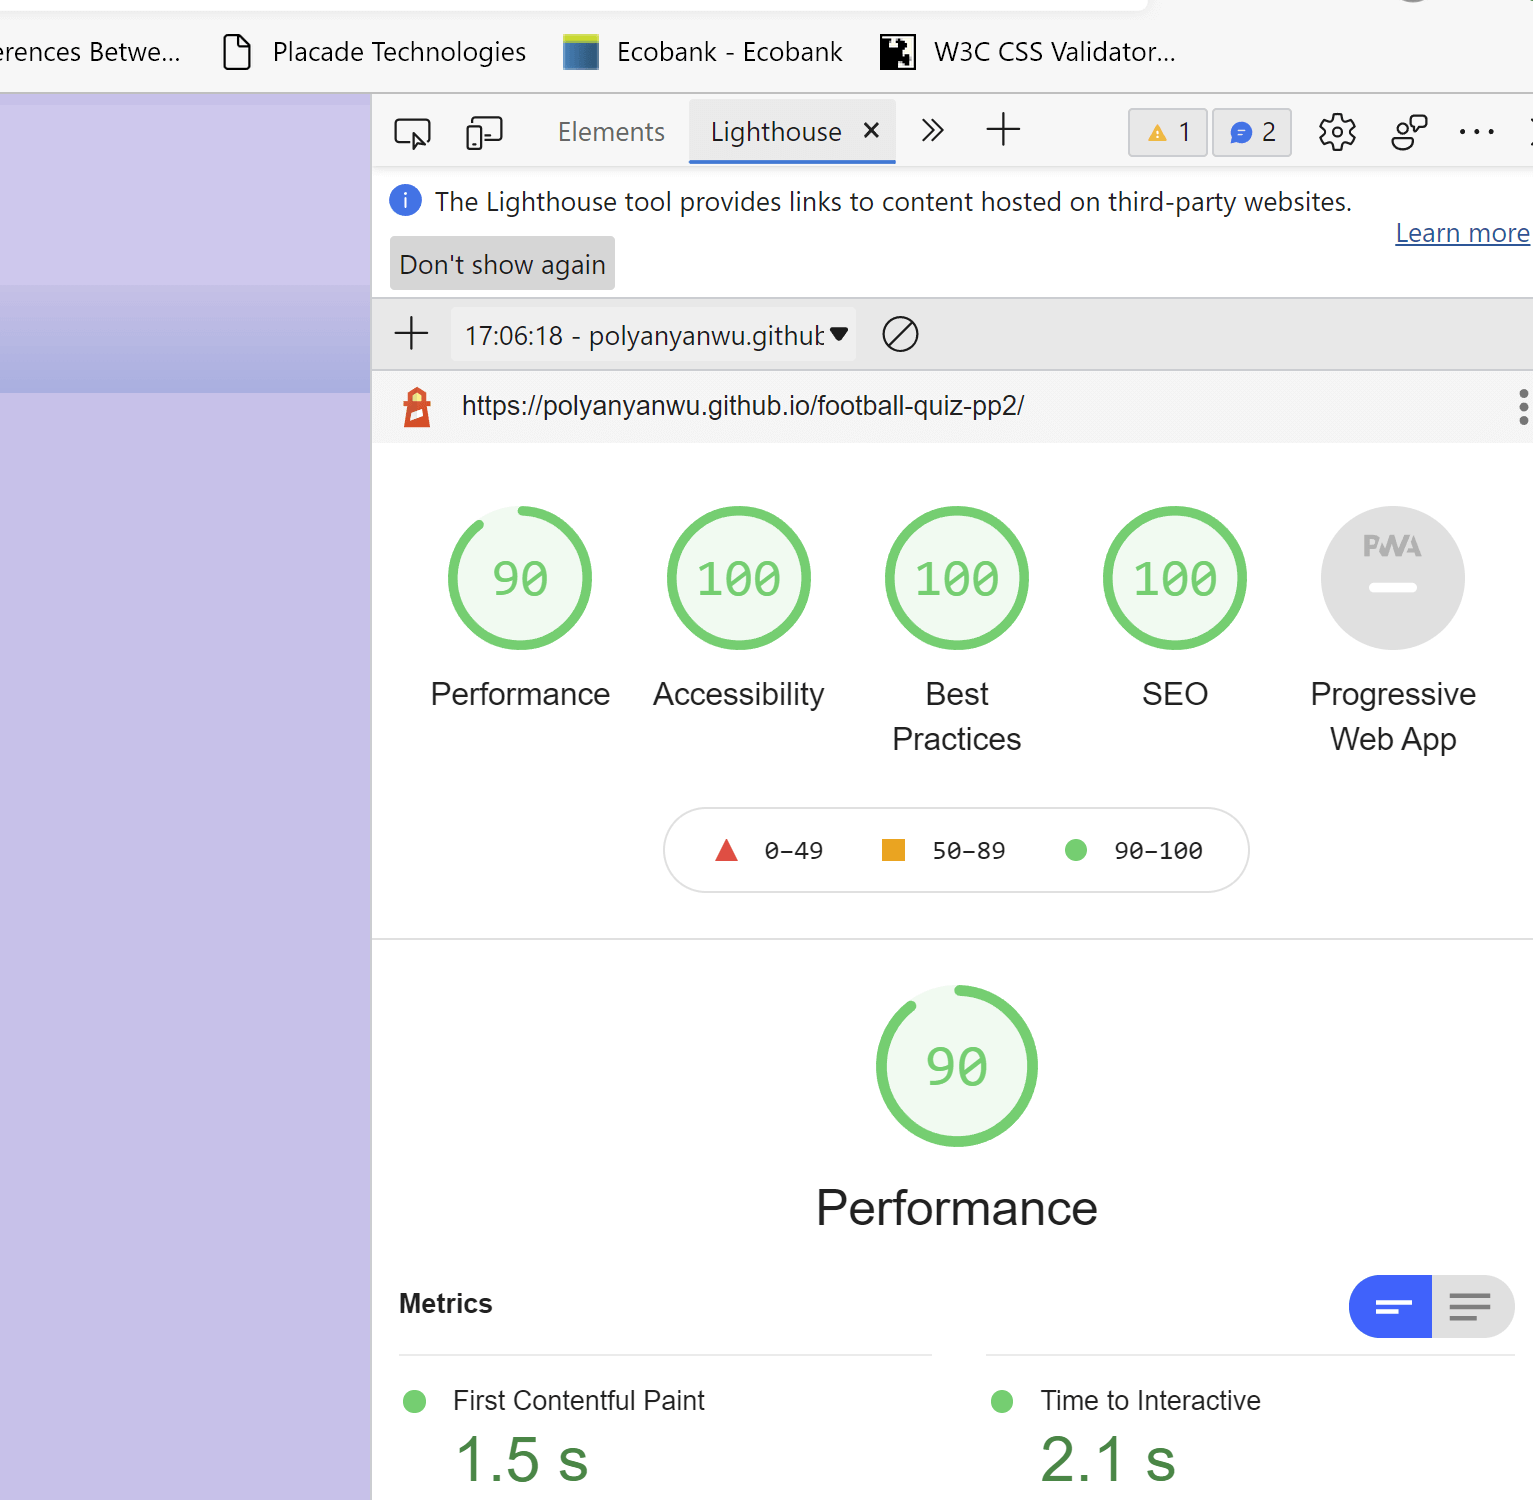 erences Betwe...
Placade Technologies
Ecobank - Ecobank
W3C CSS Validator...
Elements
Lighthouse
1
2
The Lighthouse tool provides links to content hosted on third-party websites.
Learn more
Don't show again
17:06:18 - polyanyanwu.github
https://polyanyanwu.github.io/football-quiz-pp2/
90
100
100
100
PWA
Performance
Accessibility
Best
Practices
SEO
Progressive
Web App
0–49
50–89
90–100
90
Performance
Metrics
First Contentful Paint
1.5 s
Time to Interactive
2.1 s